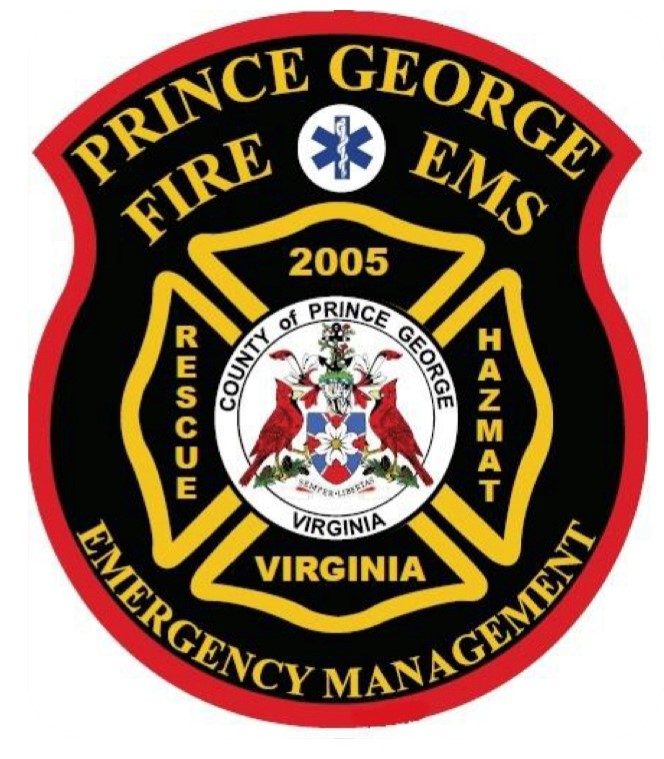 PRINCE GEORGE
FIRE EMS
2005
RESCUE
HAZMAT
COUNTY of PRINCE GEORGE
SEMPER•LIBERTAS
VIRGINIA
VIRGINIA
EMERGENCY MANAGEMENT